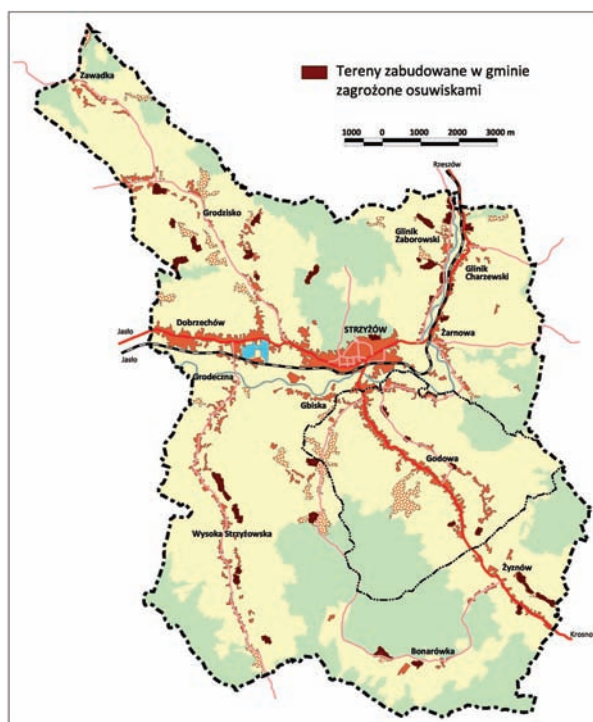 Tereny zabudowane w gminie
zagrożone osuwiskami
1000 0 1000 2000 3000 m
Zawadka
Rzeszów
Grodzisko
Glinik
Zaborowski
Glinik
Charzewski
Dobrzechów
STRZYŻÓW
Żarnowa
Jasło
Jasło
Grodeczna
Gbiska
Godowa
Wysoka Strzyżowska
Żyznów
Krosno
Bonarówka